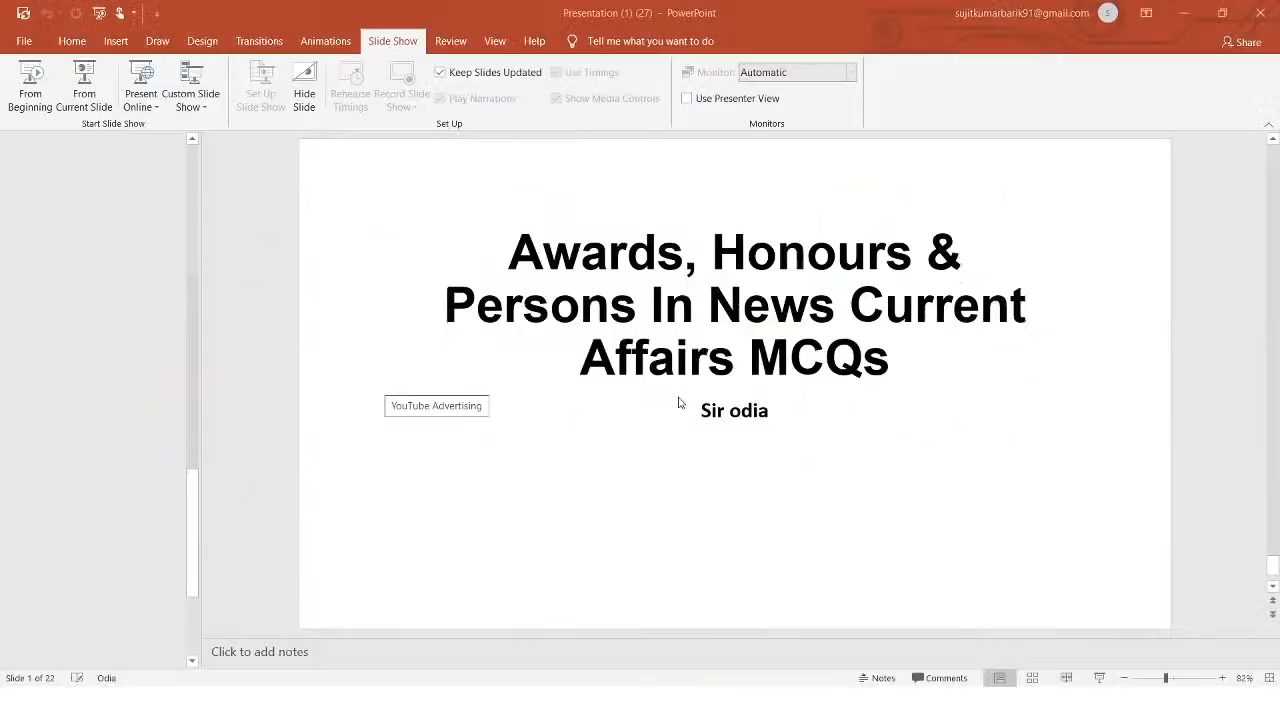 Presentation (1) (27) - PowerPoint
sujitkumarbarik91@gmail.com
S
File Home Insert Draw Design Transitions Animations Slide Show Review View Help Tell me what you want to do Share
From Beginning
From Current Slide
Present Online
Custom Slide Show
Start Slide Show
Set Up Slide Show
Hide Slide
Rehearse Timings
Record Slide Show
Keep Slides Updated
Play Narrations
Use Timings
Show Media Controls
Set Up
Monitor: Automatic
Use Presenter View
Monitors
Awards, Honours &
Persons In News Current
Affairs MCQs
YouTube Advertising
Sir odia
Click to add notes
Slide 1 of 22 Odia Notes Comments 82%